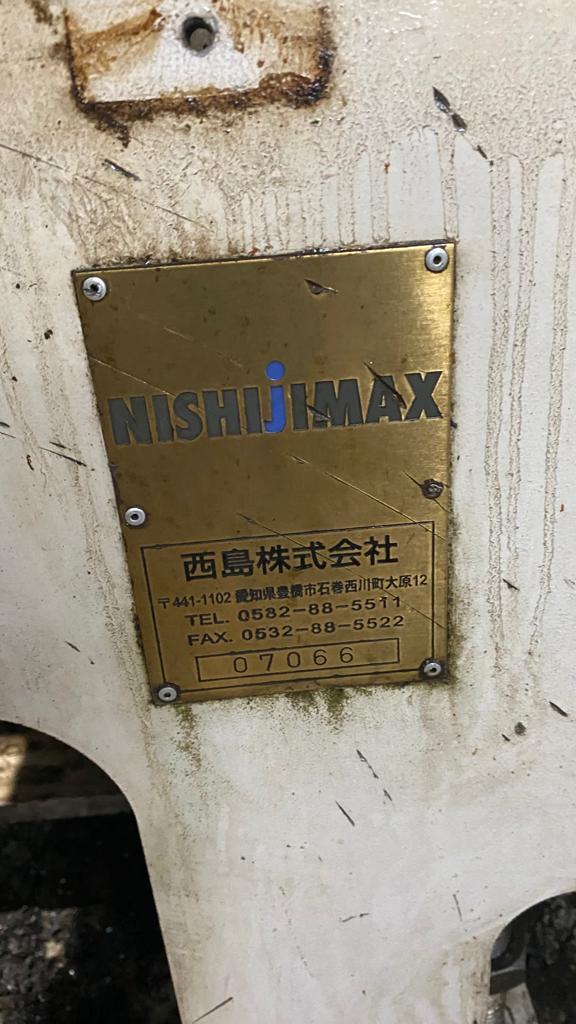 NISHIJIMAX
西島株式会社
〒441-1102 愛知県豊橋市石巻西川町大原12
TEL. 0532-88-5511
FAX. 0532-88-5522
07066